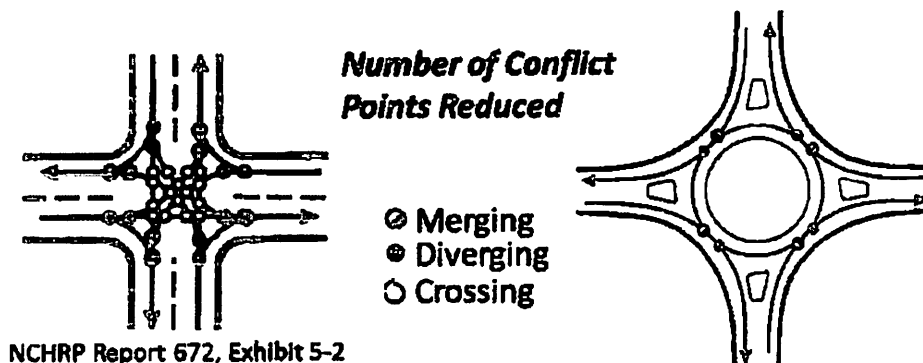 Number of Conflict
Points Reduced
Merging
Diverging
Crossing
NCHRP Report 672, Exhibit 5-2